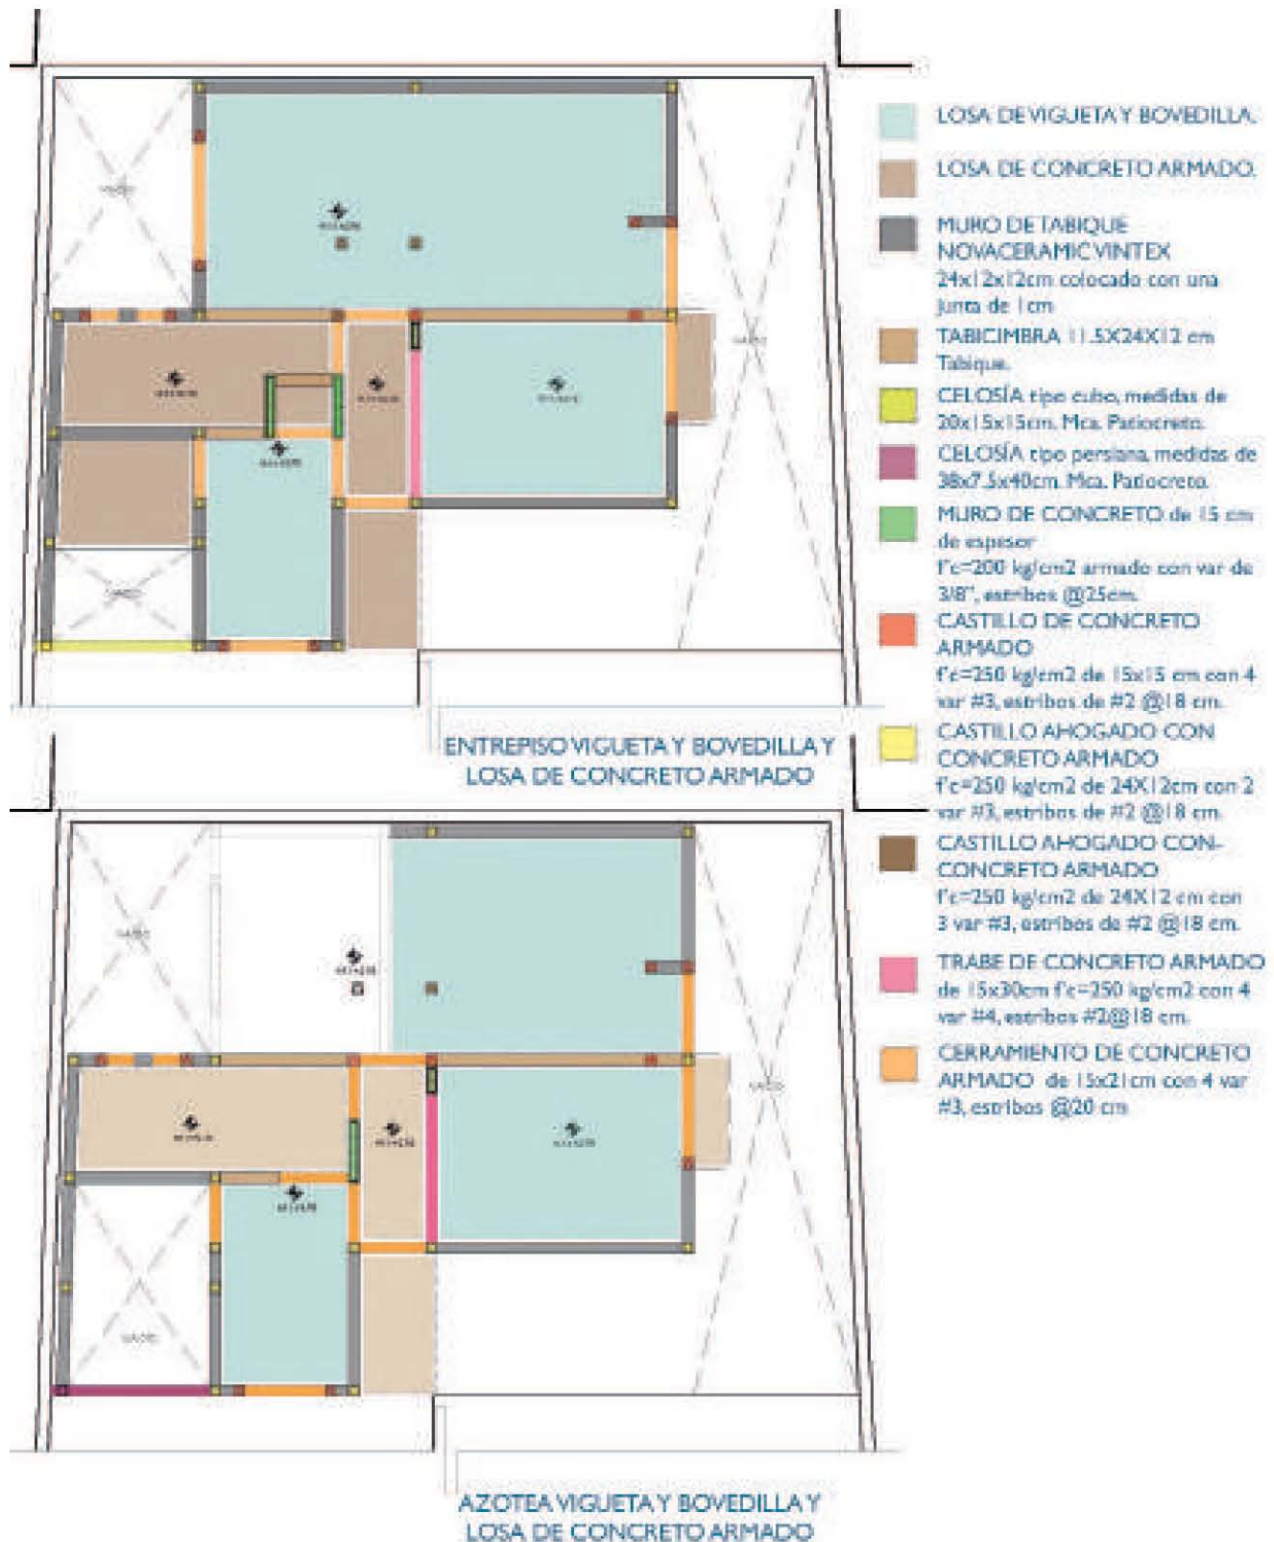 LOSA DE VIGUETA Y BOVEDILLA.
LOSA DE CONCRETO ARMADO.
MURO DE TABIQUE
NOVACERAMIC VINTEX
24x12x12cm colocado con una
junta de 1cm
TABICIMBRA 11.5X24X12 cm
Tabique.
CELOSÍA tipo cubo, medidas de
20x15x15cm. Mca. Patiocreto.
CELOSÍA tipo persiana, medidas de
38x7.5x40cm. Mca. Patiocreto.
MURO DE CONCRETO de 15 cm
de espesor
f'c=200 kg/cm2 armado con var de
3/8", estribos @25cm.
CASTILLO DE CONCRETO
ARMADO
f'c=250 kg/cm2 de 15x15 cm con 4
var #3, estribos de #2 @18 cm.
CASTILLO AHOGADO CON
CONCRETO ARMADO
f'c=250 kg/cm2 de 24X12cm con 2
var #3, estribos de #2 @18 cm.
CASTILLO AHOGADO CON-
CONCRETO ARMADO
f'c=250 kg/cm2 de 24X12 cm con
3 var #3, estribos de #2 @18 cm.
TRABE DE CONCRETO ARMADO
de 15x30cm f'c=250 kg/cm2 con 4
var #4, estribos #2@18 cm.
CERRAMIENTO DE CONCRETO
ARMADO de 15x21cm con 4 var
#3, estribos @20 cm
VACIO
VACIO
VACIO
ENTREPISO VIGUETA Y BOVEDILLA Y
LOSA DE CONCRETO ARMADO
VACIO
VACIO
VACIO
AZOTEA VIGUETA Y BOVEDILLA Y
LOSA DE CONCRETO ARMADO